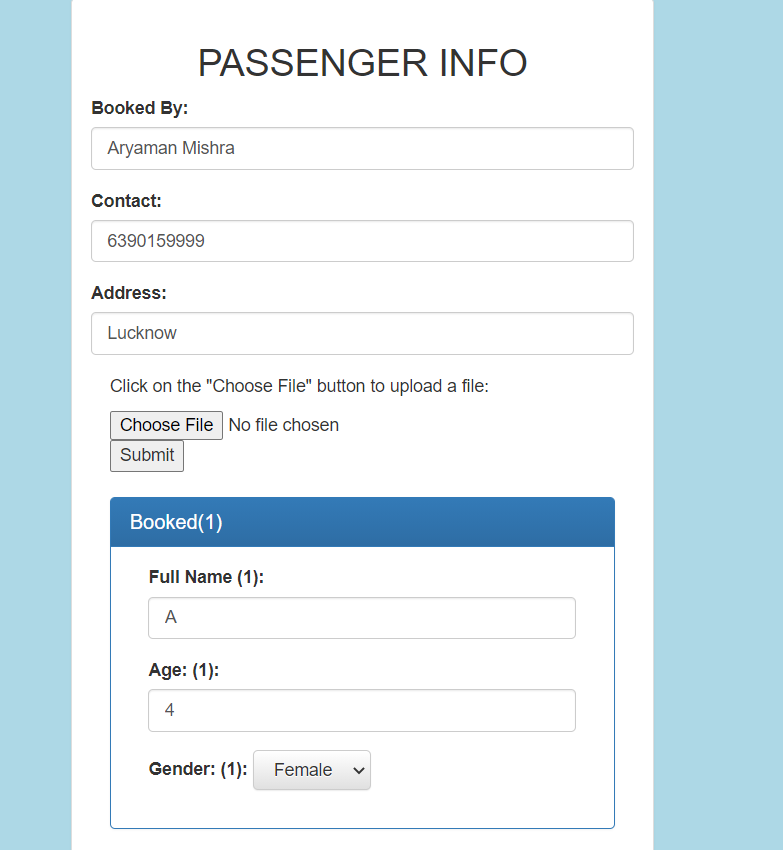 PASSENGER INFO
Booked By:
Aryaman Mishra
Contact:
6390159999
Address:
Lucknow
Click on the "Choose File" button to upload a file:
Choose File No file chosen
Submit
Booked(1)
Full Name (1):
A
Age: (1):
4
Gender: (1): Female